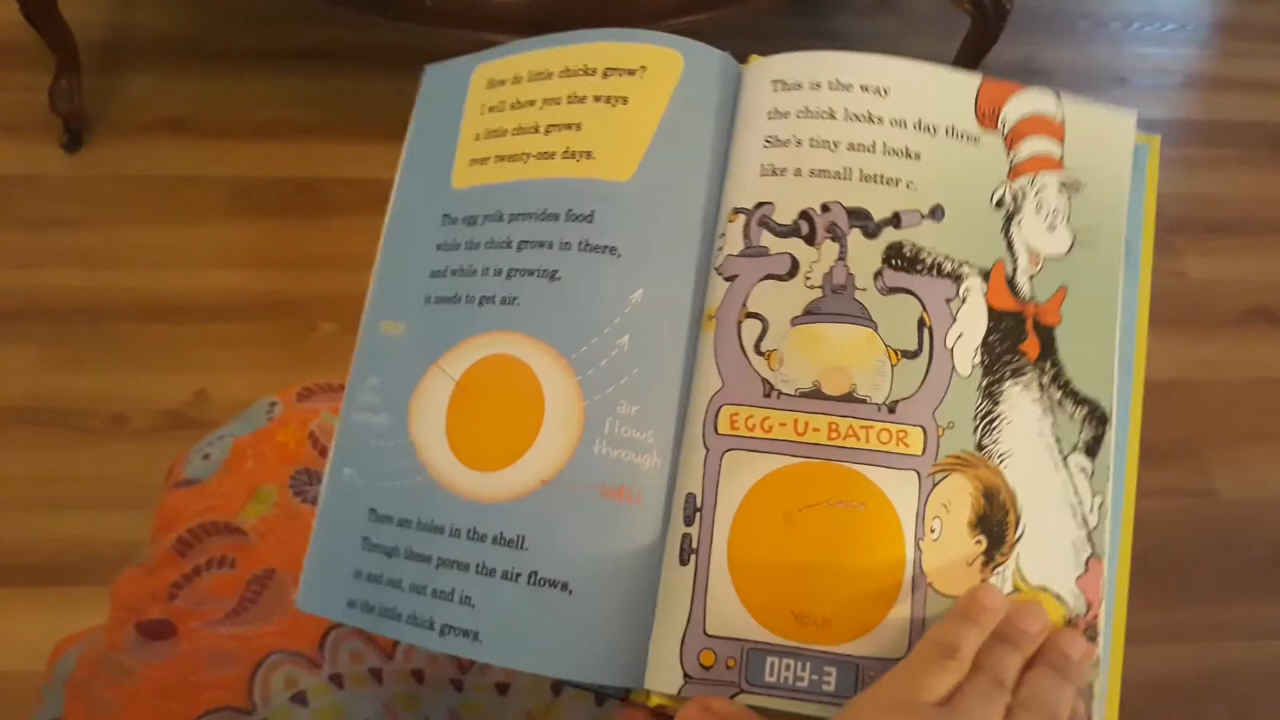 How do little chicks grow?
I will show you the ways
a little chick grows
over twenty-one days.
The egg yolk provides food
while the chick grows in there,
and while it is growing,
it needs to get air.
YOLK
air
flows
through
SHELL
There are holes in the shell.
Through these pores the air flows,
in and out, out and in,
as the little chick grows.
This is the way
the chick looks on day three.
She's tiny and looks
like a small letter c.
EGG-U-BATOR
CHICK
YOLK
DAY-3